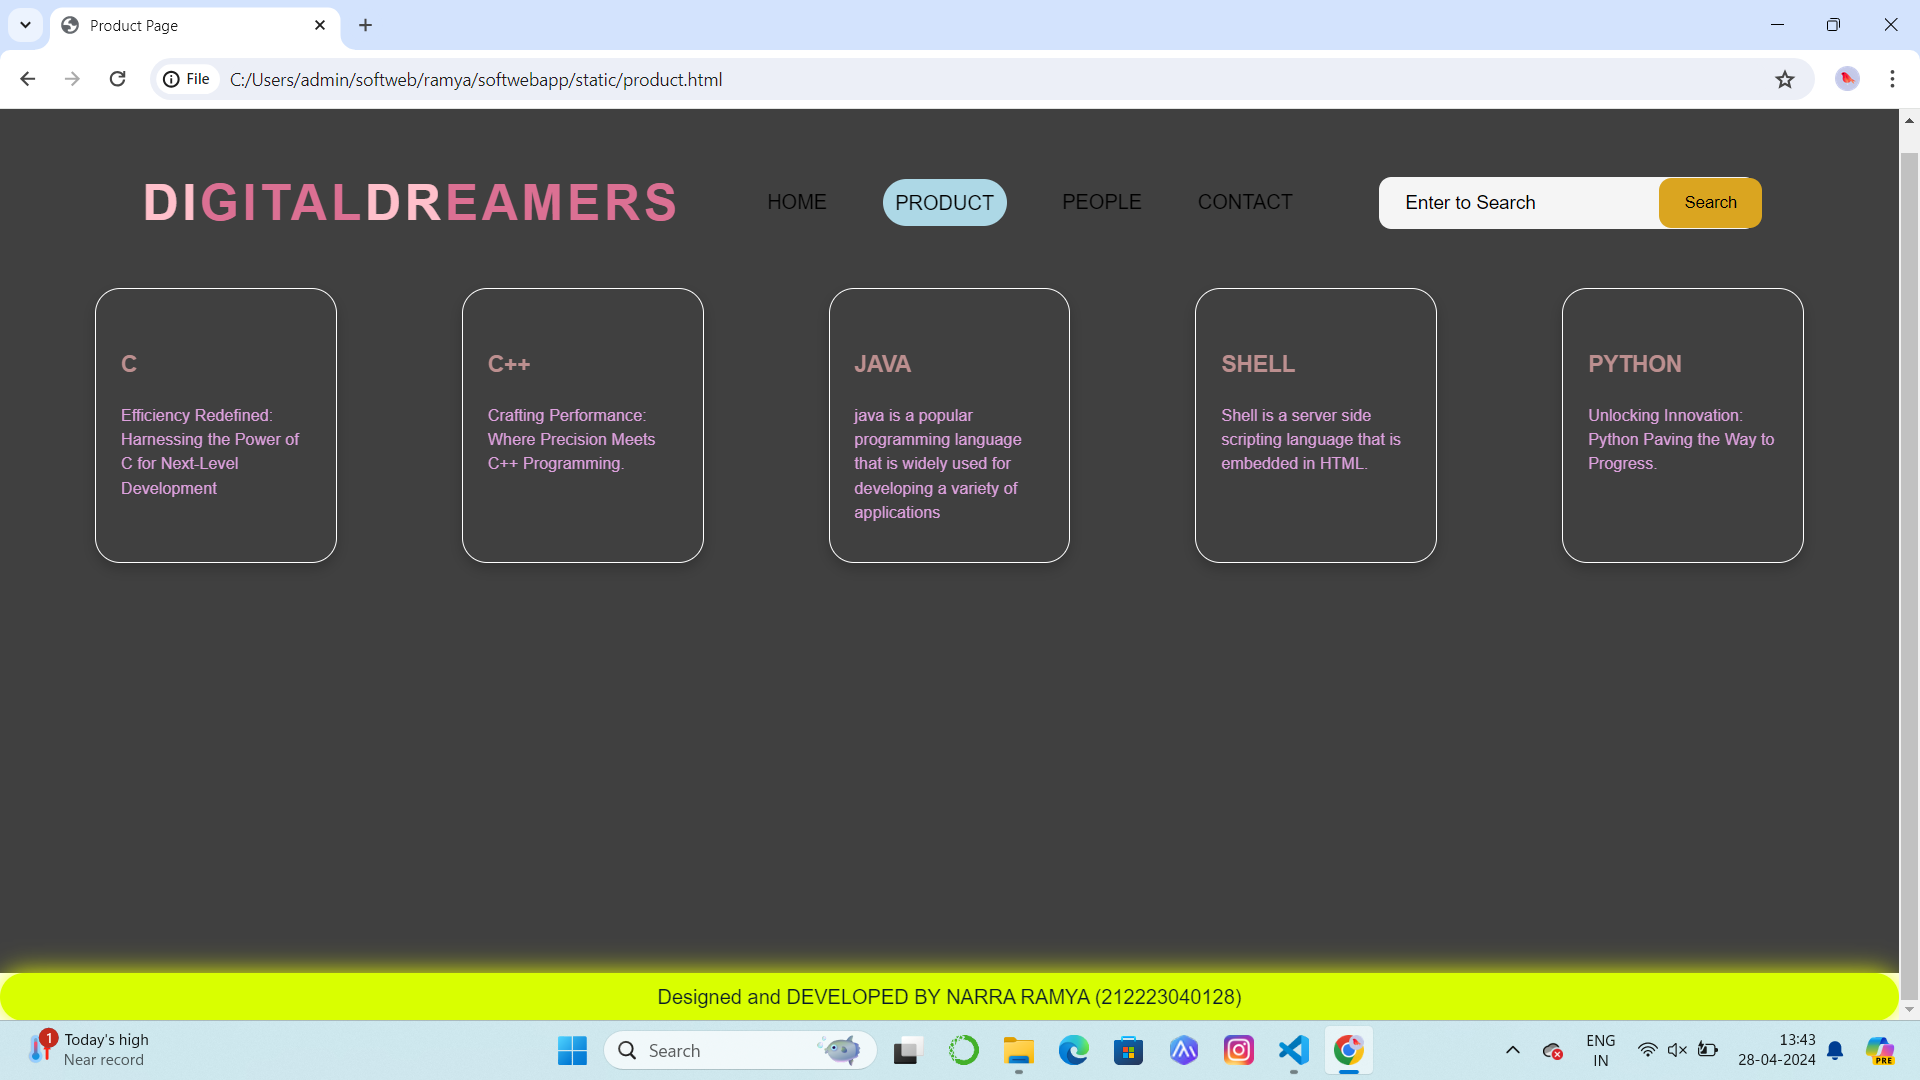 Product Page
File
C:/Users/admin/softweb/ramya/softwebapp/static/product.html
DIGITALDREAMERS
HOME
PRODUCT
PEOPLE
CONTACT
Enter to Search
Search
C
Efficiency Redefined:
Harnessing the Power of
C for Next-Level
Development
C++
Crafting Performance:
Where Precision Meets
C++ Programming.
JAVA
java is a popular
programming language
that is widely used for
developing a variety of
applications
SHELL
Shell is a server side
scripting language that is
embedded in HTML.
PYTHON
Unlocking Innovation:
Python Paving the Way to
Progress.
Designed and DEVELOPED BY NARRA RAMYA (212223040128)
1
Today's high
Near record
Search
ENG
IN
13:43
28-04-2024
PRE